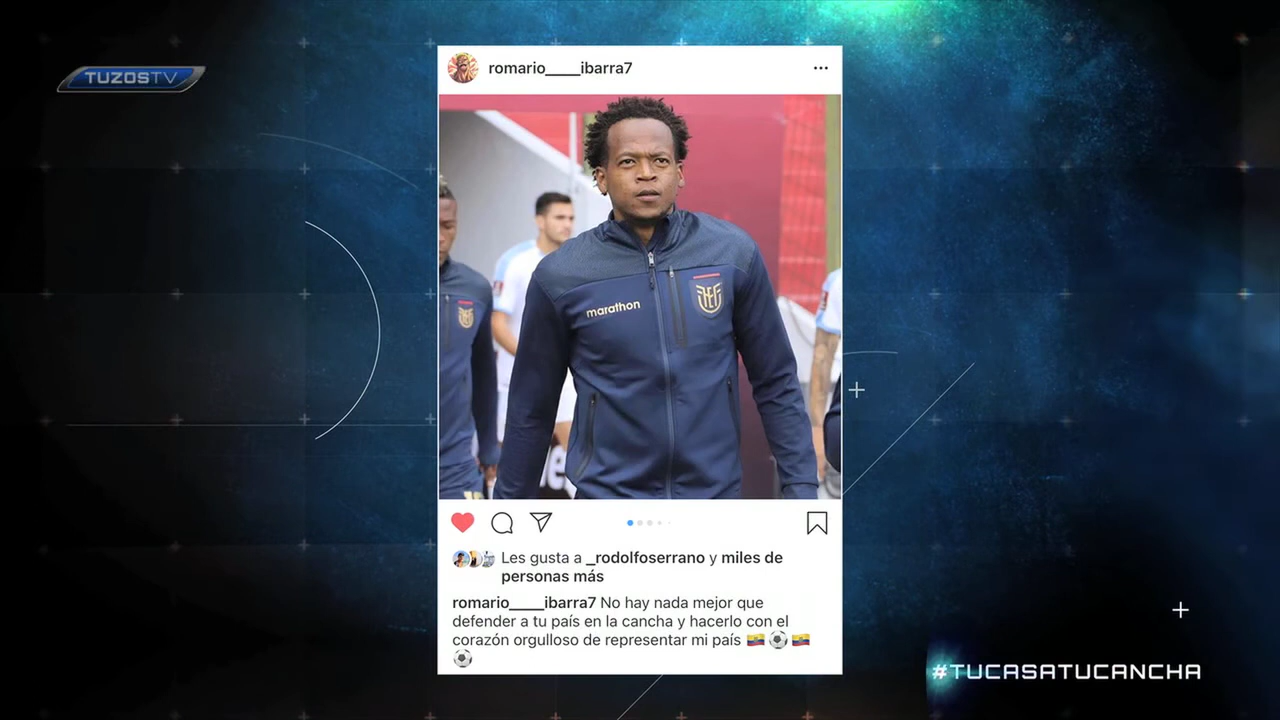 TUZOSTV
romario____ibarra7
marathon
Les gusta a _rodolfoserrano y miles de
personas más
romario____ibarra7 No hay nada mejor que
defender a tu país en la cancha y hacerlo con el
corazón orgulloso de representar mi país 🇪🇨 ⚽ 🇪🇨
⚽
#TUCASATUCANCHA